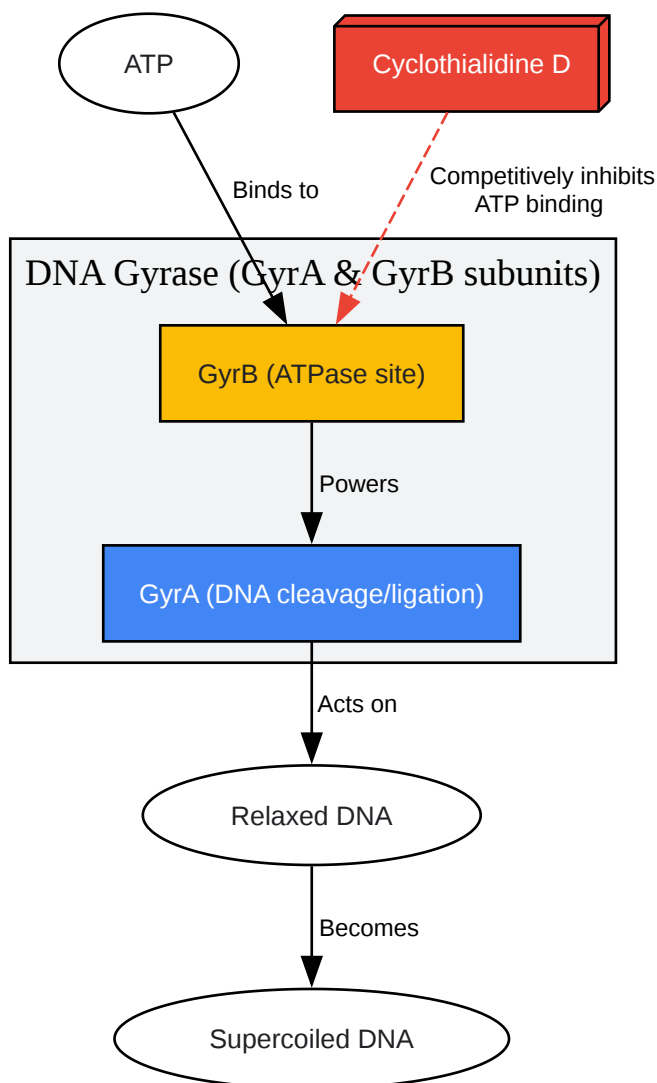 ATP
Cyclothialidine D
Binds to
Competitively inhibits
ATP binding
DNA Gyrase (GyrA & GyrB subunits)
GyrB (ATPase site)
Powers
GyrA (DNA cleavage/ligation)
Acts on
Relaxed DNA
Becomes
Supercoiled DNA